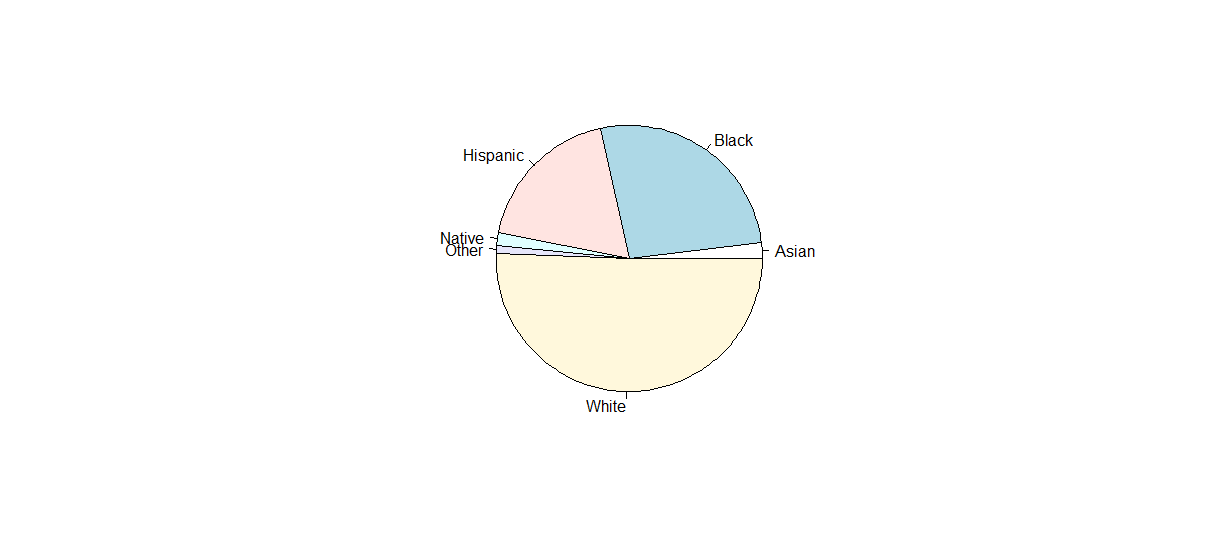 Black
Hispanic
Native
Other
Asian
White